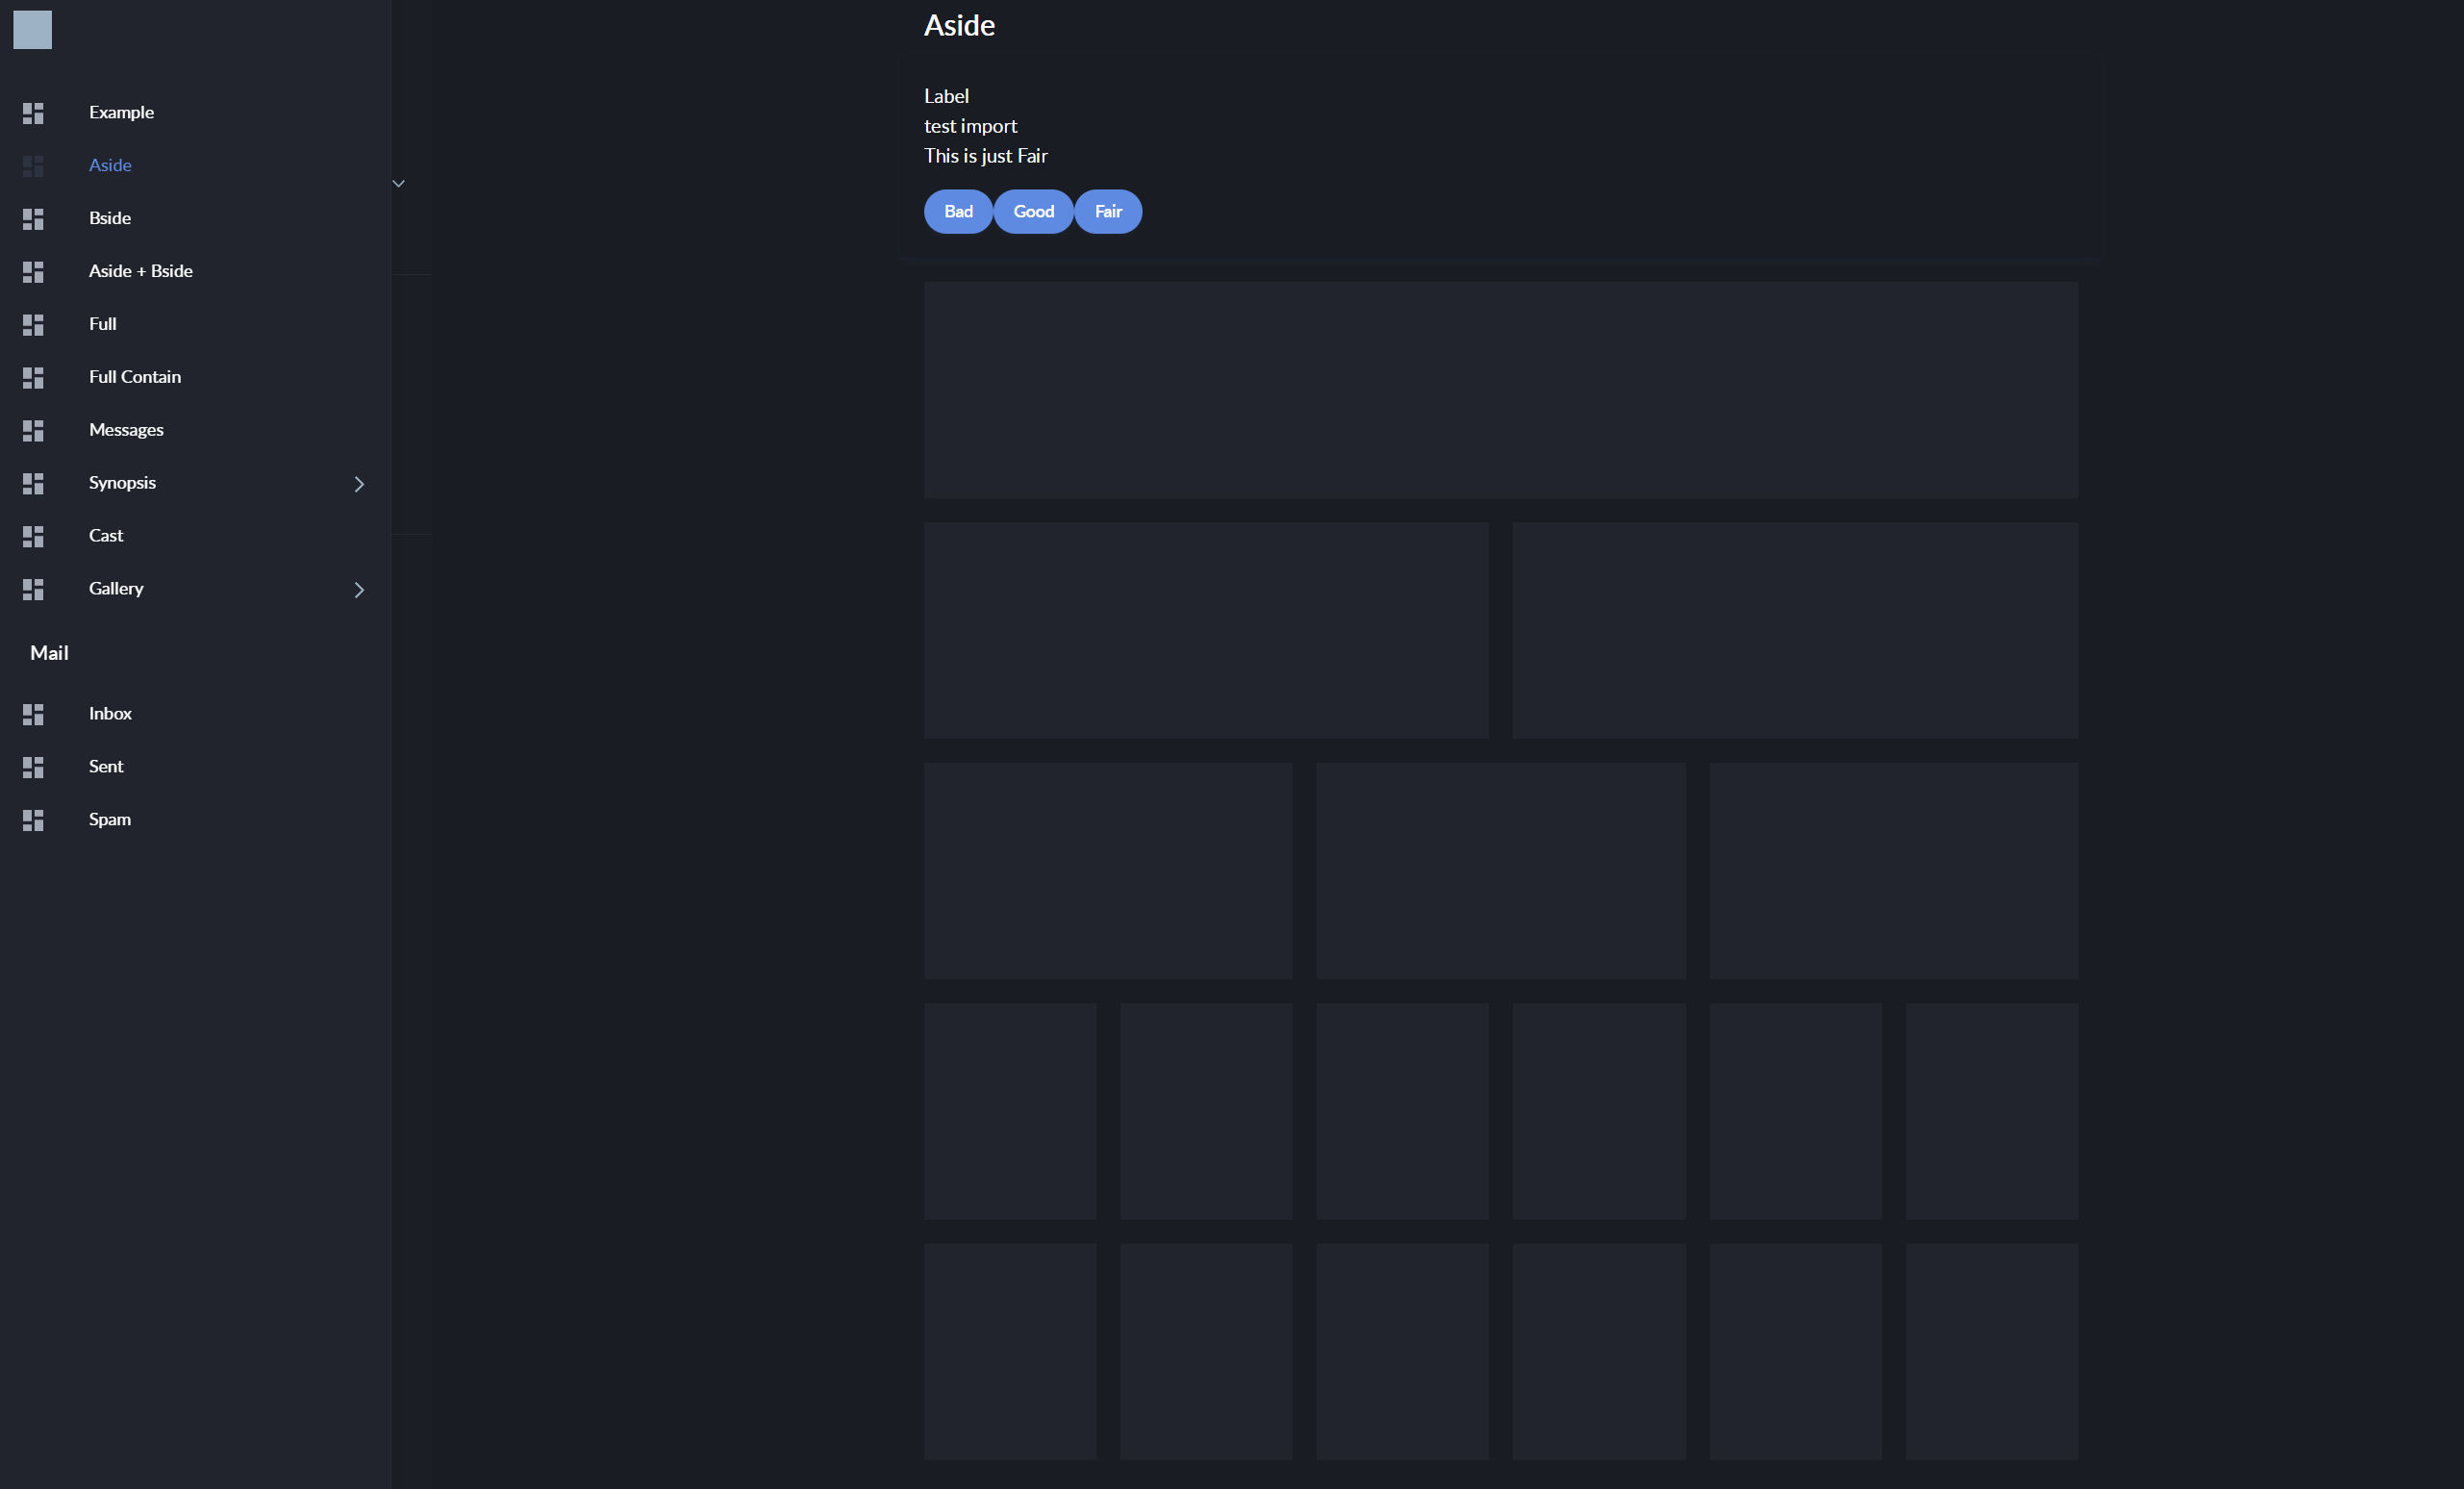 Example
Aside
Bside
Aside + Bside
Full
Full Contain
Messages
Synopsis
Cast
Gallery
Mail
Inbox
Sent
Spam
Aside
Label
test import
This is just Fair
Bad Good Fair